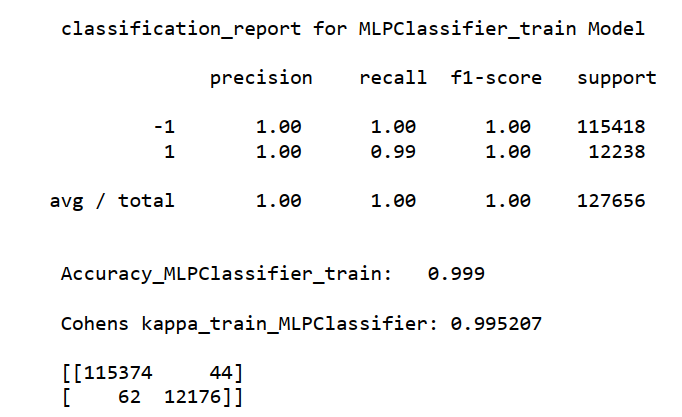 classification_report for MLPClassifier_train Model
precision recall f1-score support
-1 1.00 1.00 1.00 115418
1 1.00 0.99 1.00 12238
avg / total 1.00 1.00 1.00 127656
Accuracy_MLPClassifier_train: 0.999
Cohens kappa_train_MLPClassifier: 0.995207
[[115374 44]
[ 62 12176]]